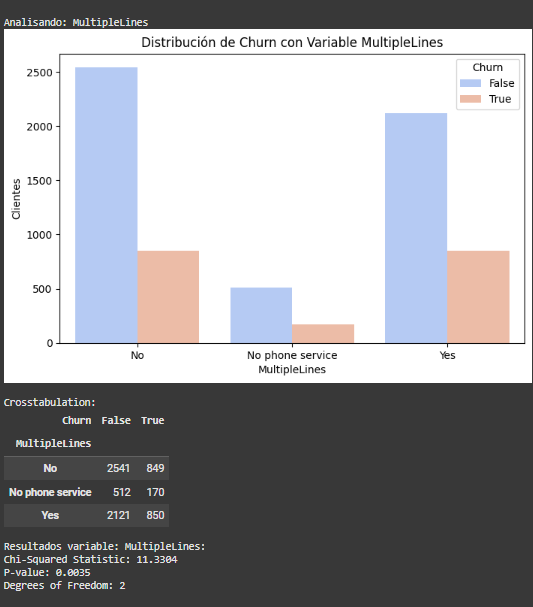 Analisando: MultipleLines
Distribución de Churn con Variable MultipleLines
Churn
False
True
2500
2000
1500
1000
500
0
Clientes
No
No phone service
Yes
MultipleLines
Crosstabulation:
Churn False True
MultipleLines
No 2541 849
No phone service 512 170
Yes 2121 850
Resultados variable: MultipleLines:
Chi-Squared Statistic: 11.3304
P-value: 0.0035
Degrees of Freedom: 2